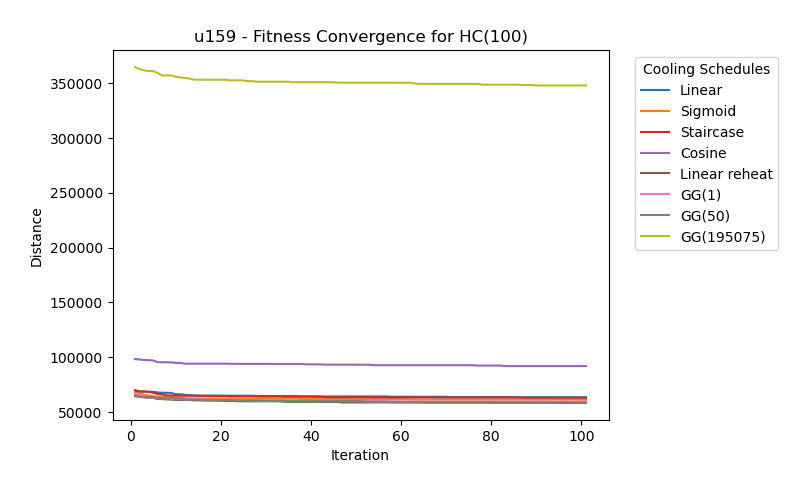 u159 - Fitness Convergence for HC(100)
350000
300000
250000
200000
150000
100000
50000
Distance
0
20
40
60
80
100
Iteration
Cooling Schedules
Linear
Sigmoid
Staircase
Cosine
Linear reheat
GG(1)
GG(50)
GG(195075)